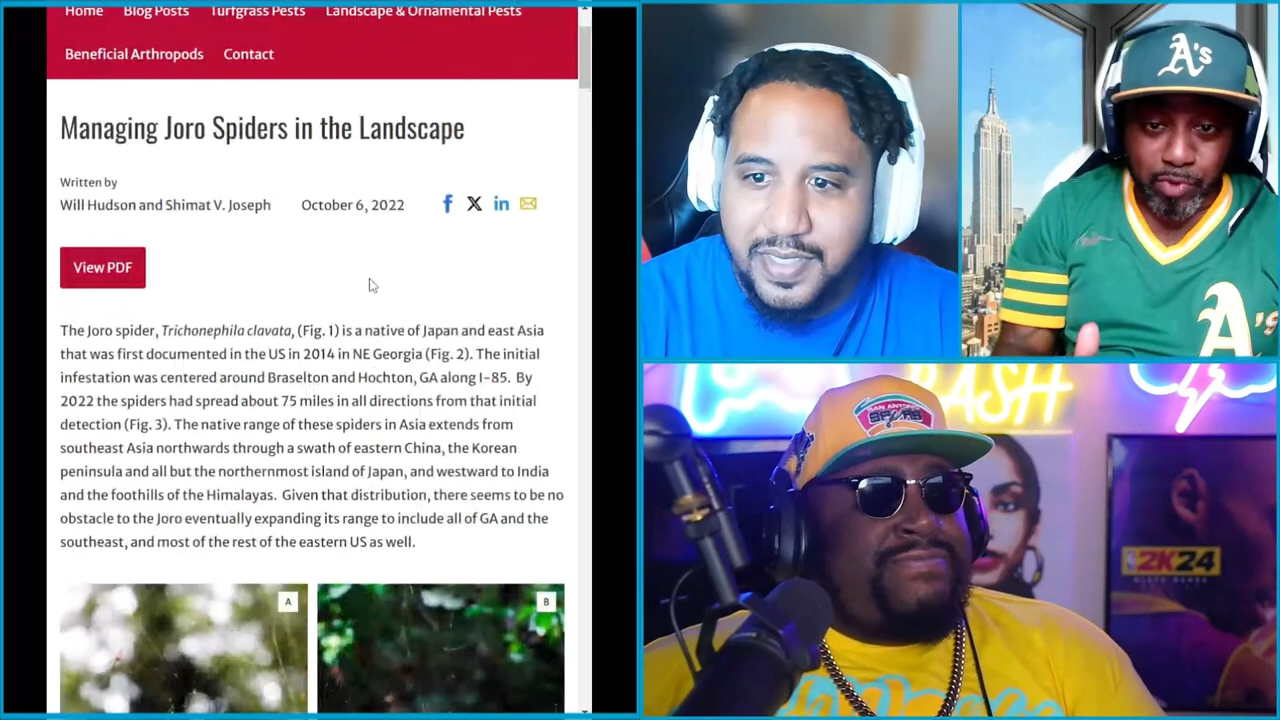 Home Blog Posts Turfgrass Pests Landscape & Ornamental Pests
Beneficial Arthropods Contact
Managing Joro Spiders in the Landscape
Written by
Will Hudson and Shimat V. Joseph October 6, 2022
View PDF
The Joro spider, Trichonephila clavata, (Fig. 1) is a native of Japan and east Asia
that was first documented in the US in 2014 in NE Georgia (Fig. 2). The initial
infestation was centered around Braselton and Hochton, GA along I-85. By
2022 the spiders had spread about 75 miles in all directions from that initial
detection (Fig. 3). The native range of these spiders in Asia extends from
southeast Asia northwards through a swath of eastern China, the Korean
peninsula and all but the northernmost island of Japan, and westward to India
and the foothills of the Himalayas. Given that distribution, there seems to be no
obstacle to the Joro eventually expanding its range to include all of GA and the
southeast, and most of the rest of the eastern US as well.
A B
A's
A's
SAN ANTONIO
SPURS
2K24